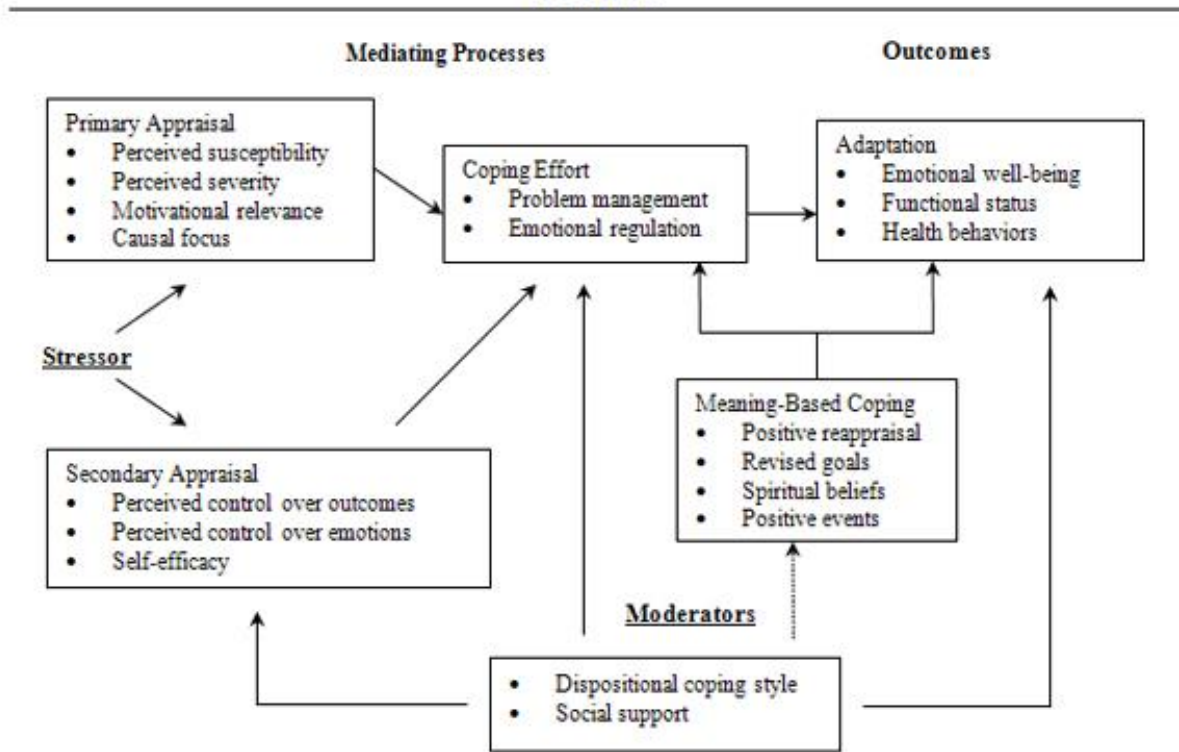 Mediating Processes
Outcomes
Primary Appraisal
• Perceived susceptibility
• Perceived severity
• Motivational relevance
• Causal focus
Coping Effort
• Problem management
• Emotional regulation
Adaptation
• Emotional well-being
• Functional status
• Health behaviors
Stressor
Secondary Appraisal
• Perceived control over outcomes
• Perceived control over emotions
• Self-efficacy
Meaning-Based Coping
• Positive reappraisal
• Revised goals
• Spiritual beliefs
• Positive events
Moderators
• Dispositional coping style
• Social support